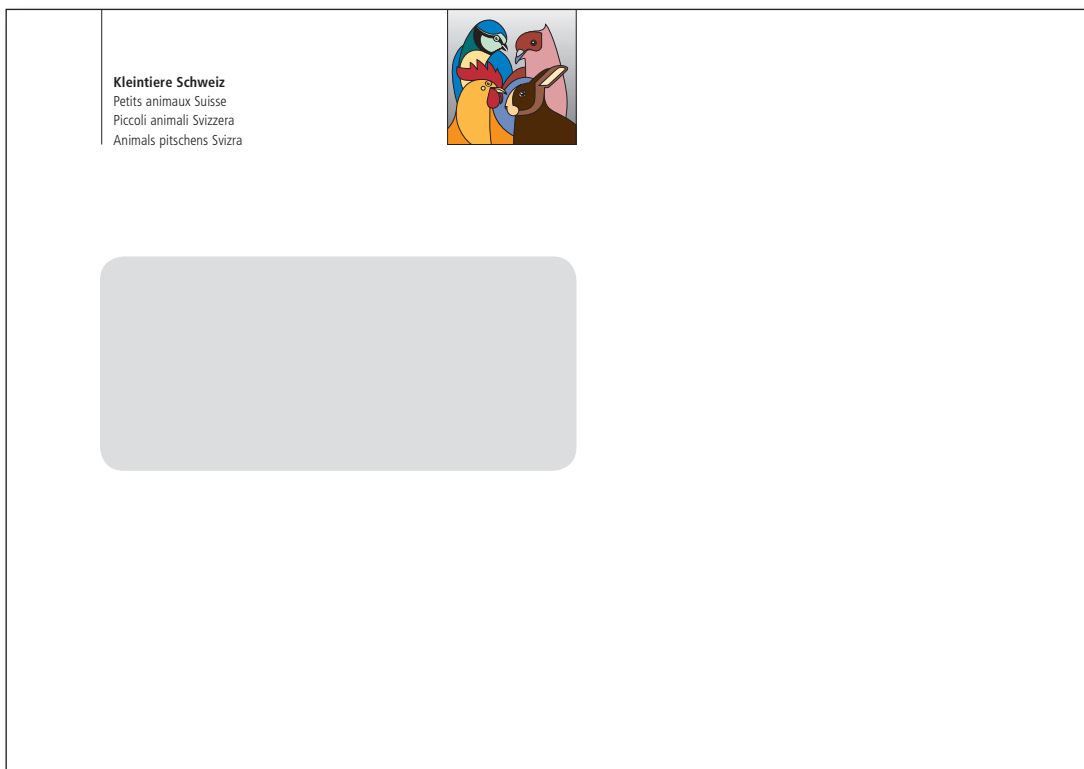 Kleintiere Schweiz
Petits animaux Suisse
Piccoli animali Svizzera
Animals pitschens Svizra